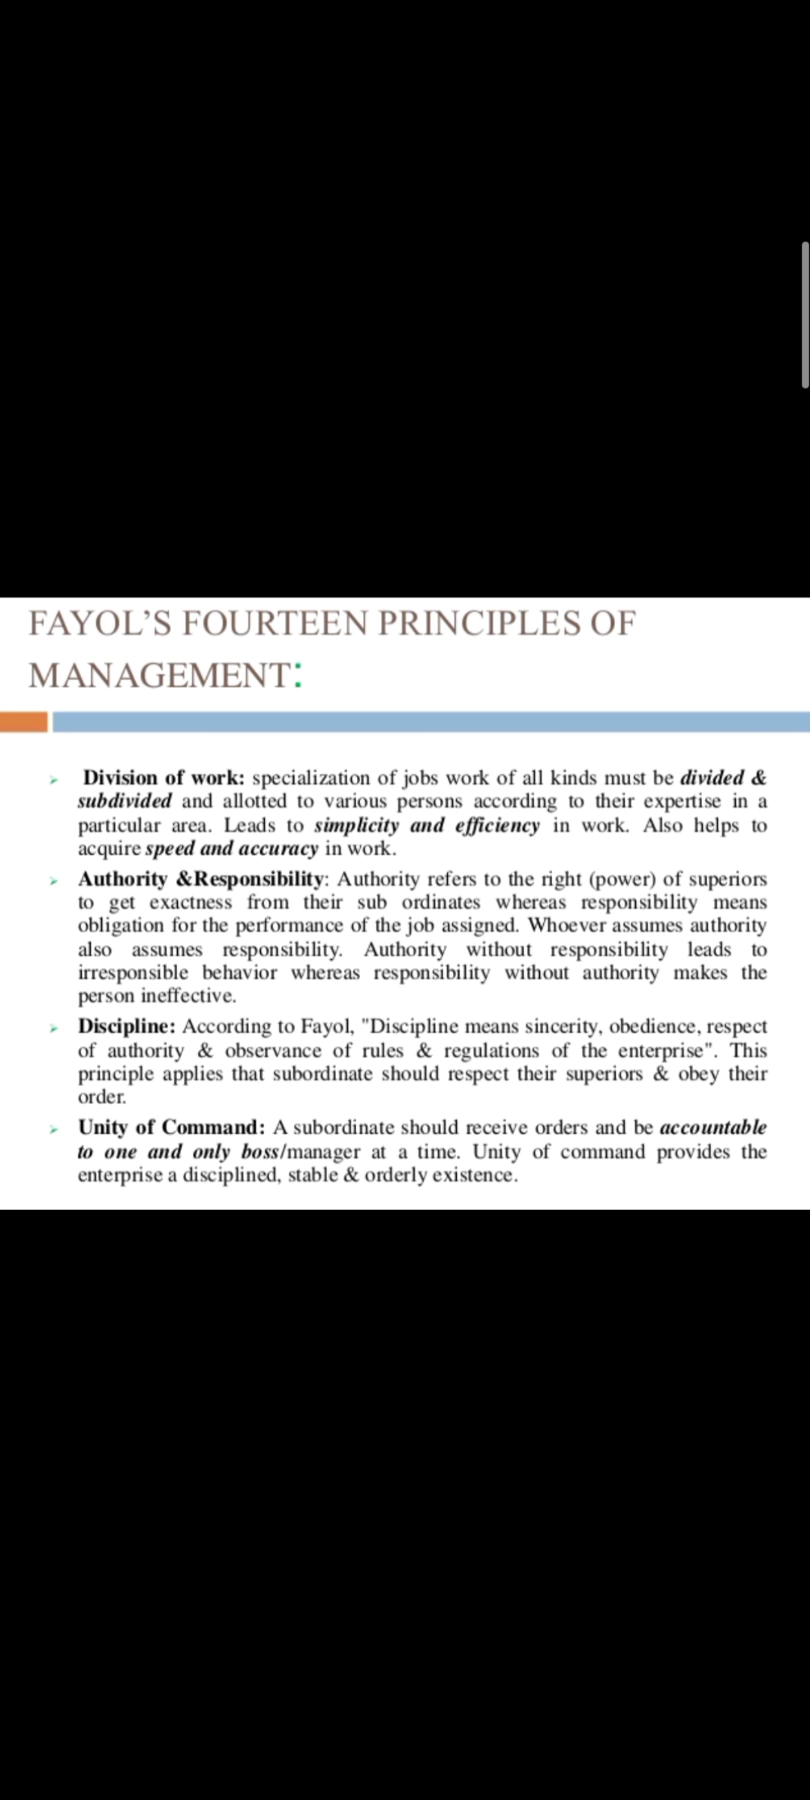 FAYOL'S FOURTEEN PRINCIPLES OF
MANAGEMENT:
➢ Division of work: specialization of jobs work of all kinds must be divided &
subdivided and allotted to various persons according to their expertise in a
particular area. Leads to simplicity and efficiency in work. Also helps to
acquire speed and accuracy in work.
➢ Authority &Responsibility: Authority refers to the right (power) of superiors
to get exactness from their sub ordinates whereas responsibility means
obligation for the performance of the job assigned. Whoever assumes authority
also assumes responsibility. Authority without responsibility leads to
irresponsible behavior whereas responsibility without authority makes the
person ineffective.
➢ Discipline: According to Fayol, "Discipline means sincerity, obedience, respect
of authority & observance of rules & regulations of the enterprise". This
principle applies that subordinate should respect their superiors & obey their
order.
➢ Unity of Command: A subordinate should receive orders and be accountable
to one and only boss/manager at a time. Unity of command provides the
enterprise a disciplined, stable & orderly existence.